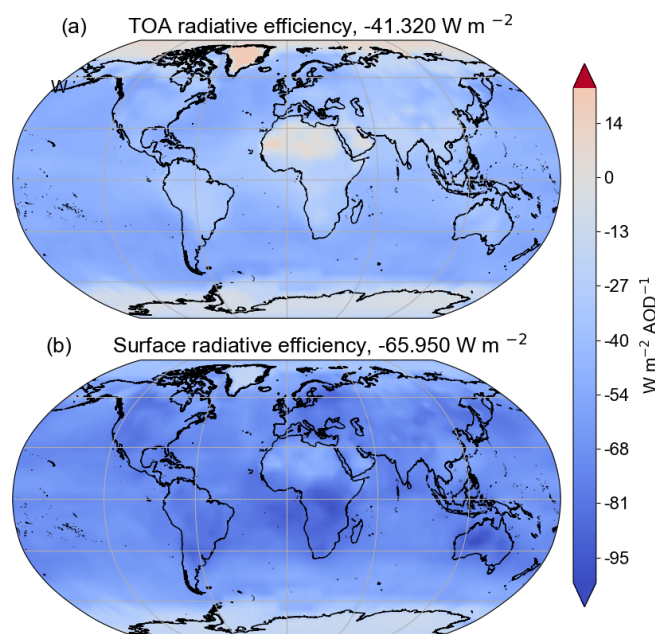 (a) TOA radiative efficiency, -41.320 W m ⁻²
W
14
0
-13
-27
-40
-54
-68
-81
-95
W m⁻² AOD⁻¹
(b) Surface radiative efficiency, -65.950 W m ⁻²